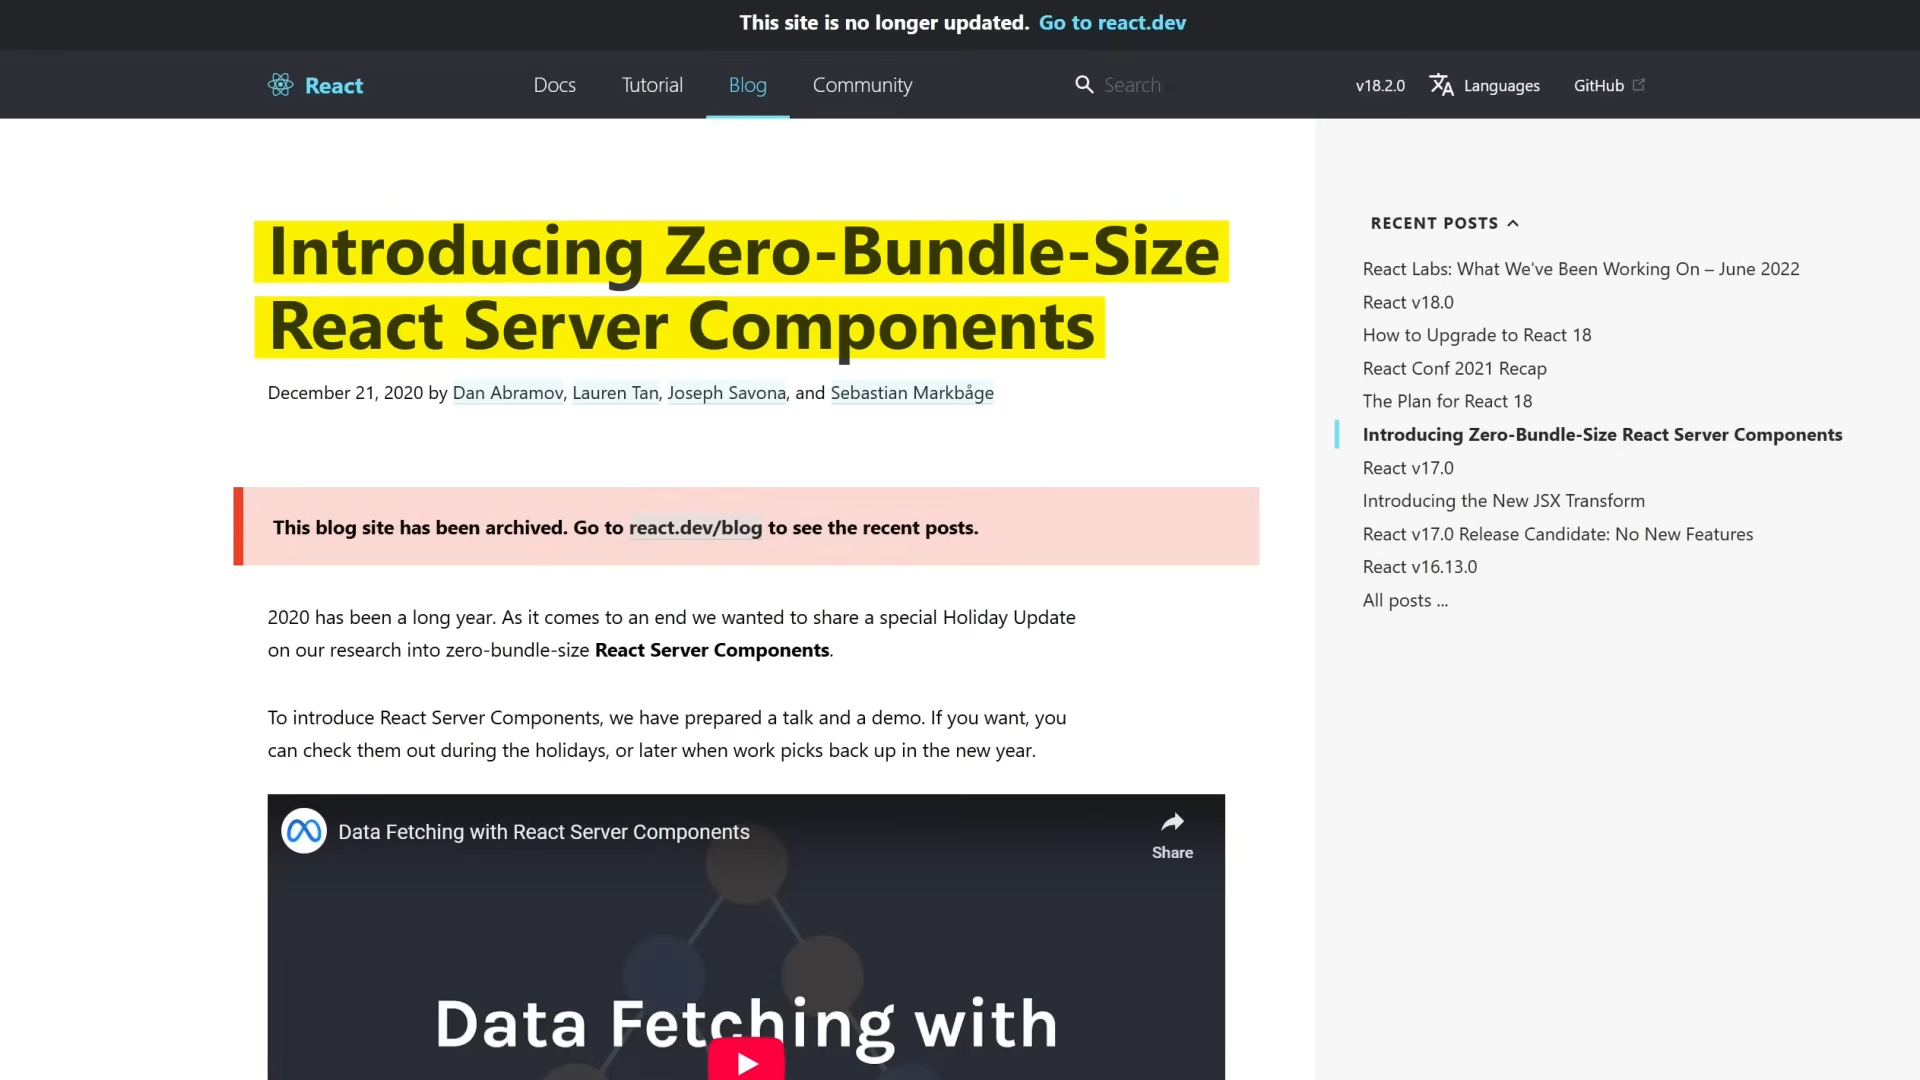 This site is no longer updated. Go to react.dev
React
Docs
Tutorial
Blog
Community
Search
v18.2.0
Languages
GitHub
Introducing Zero-Bundle-Size
React Server Components
December 21, 2020 by Dan Abramov, Lauren Tan, Joseph Savona, and Sebastian Markbåge
This blog site has been archived. Go to react.dev/blog to see the recent posts.
2020 has been a long year. As it comes to an end we wanted to share a special Holiday Update
on our research into zero-bundle-size React Server Components.
To introduce React Server Components, we have prepared a talk and a demo. If you want, you
can check them out during the holidays, or later when work picks back up in the new year.
Data Fetching with React Server Components
Share
Data Fetching with
RECENT POSTS
React Labs: What We've Been Working On – June 2022
React v18.0
How to Upgrade to React 18
React Conf 2021 Recap
The Plan for React 18
Introducing Zero-Bundle-Size React Server Components
React v17.0
Introducing the New JSX Transform
React v17.0 Release Candidate: No New Features
React v16.13.0
All posts ...